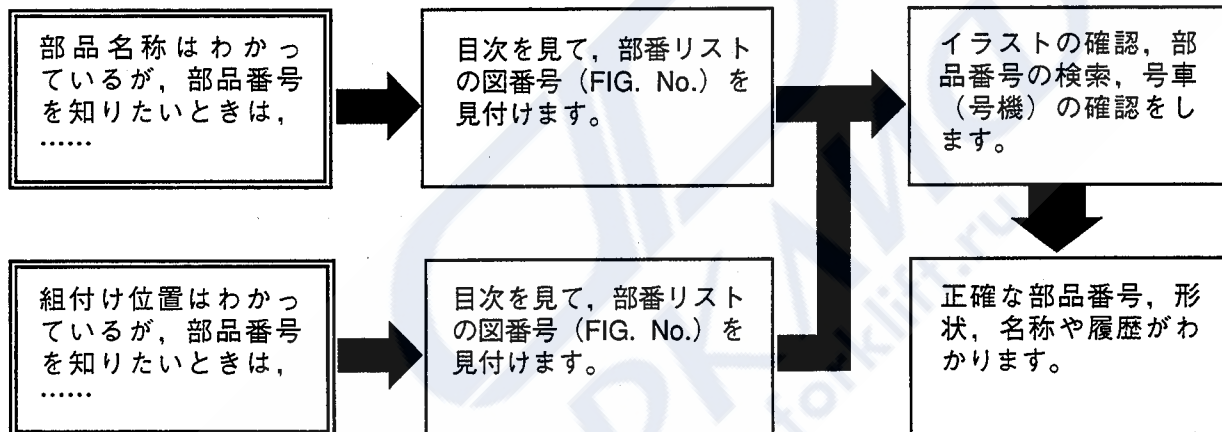 部品名称はわかっ
ているが，部品番号
を知りたいときは，
……
目次を見て，部番リスト
の図番号（FIG. No.）を
見付けます。
イラストの確認，部
品番号の検索，号車
（号機）の確認をし
ます。
組付け位置はわかっ
ているが，部品番号
を知りたいときは，
……
目次を見て，部番リスト
の図番号（FIG. No.）を
見付けます。
正確な部品番号，形
状，名称や履歴がわ
かります。